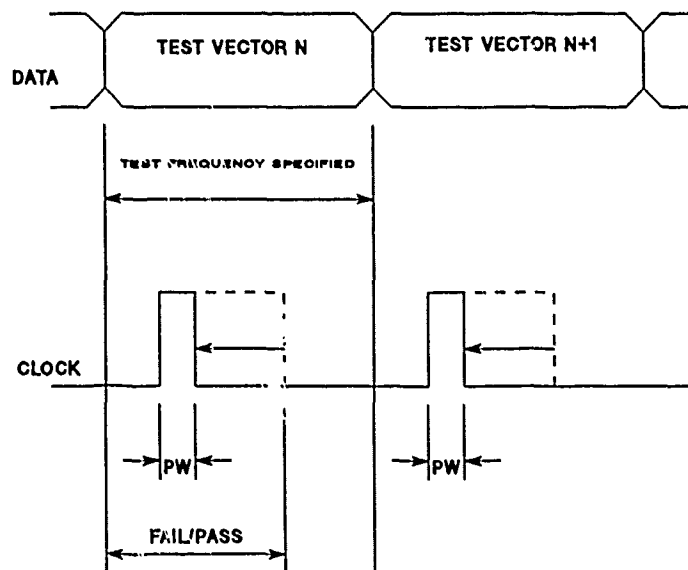 TEST VECTOR N
TEST VECTOR N+1
DATA
TEST FREQUENCY SPECIFIED
CLOCK
PW
PW
FAIL/PASS